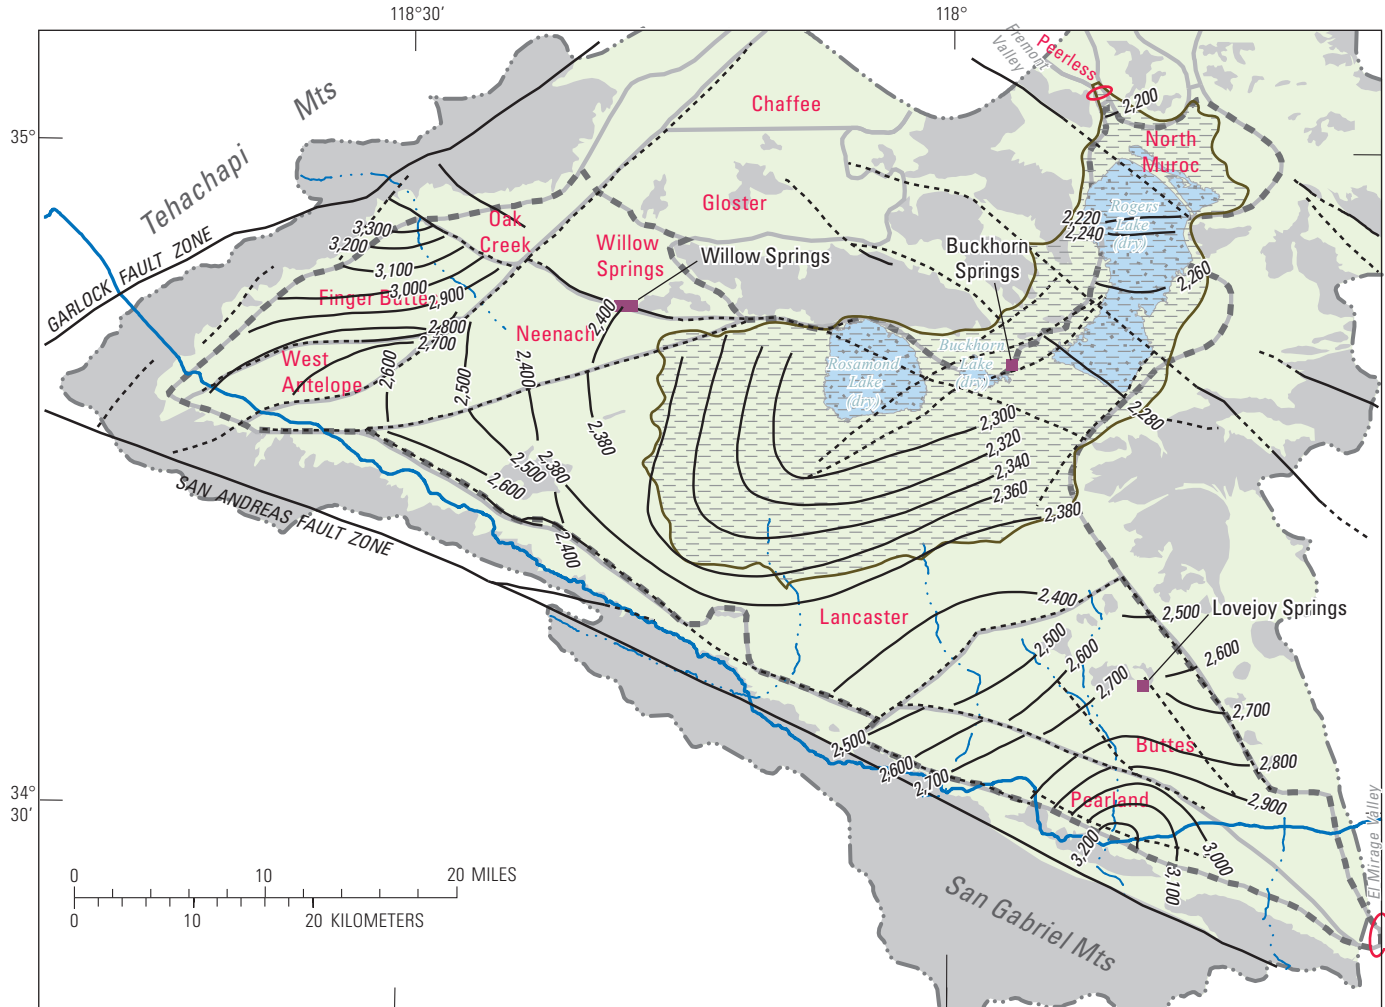 118°30'
118°
35°
34°
30'
Tehachapi
Mts
GARLOCK FAULT ZONE
SAN ANDREAS FAULT ZONE
San Gabriel Mts
Fremont
Valley
Peerless
El Mirage Valley
Chaffee
North
Muroc
Gloster
Oak
Creek
Willow
Springs
Willow Springs
Buckhorn
Springs
Rogers
Lake
(dry)
Finger Butte
Neenach
West
Antelope
Rosamond
Lake
(dry)
Buckhorn
Lake
(dry)
Lancaster
Lovejoy Springs
Buttes
Pearland
2,200
2,220
2,240
2,260
2,280
3,300
3,200
3,100
3,000
2,900
2,800
2,700
2,600
2,500
2,400
2,400
2,380
2,300
2,320
2,340
2,360
2,380
2,380
2,500
2,600
2,400
2,400
2,500
2,600
2,700
2,500
2,600
2,700
2,500
2,600
2,700
2,800
2,900
3,000
3,100
3,200
0
10
20 MILES
0
10
20 KILOMETERS